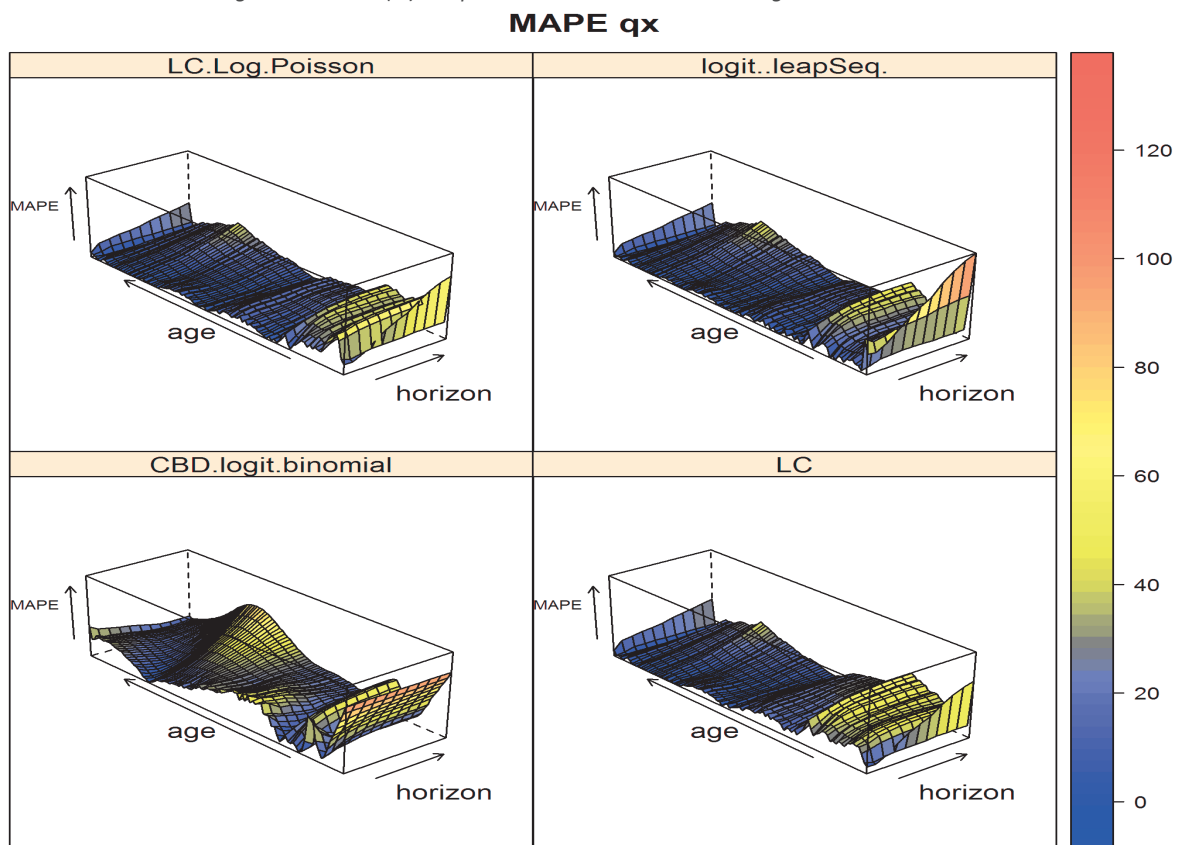 MAPE qx
LC.Log.Poisson
logit..leapSeq.
MAPE
age
horizon
MAPE
age
horizon
CBD.logit.binomial
LC
MAPE
age
horizon
MAPE
age
horizon
120
100
80
60
40
20
0